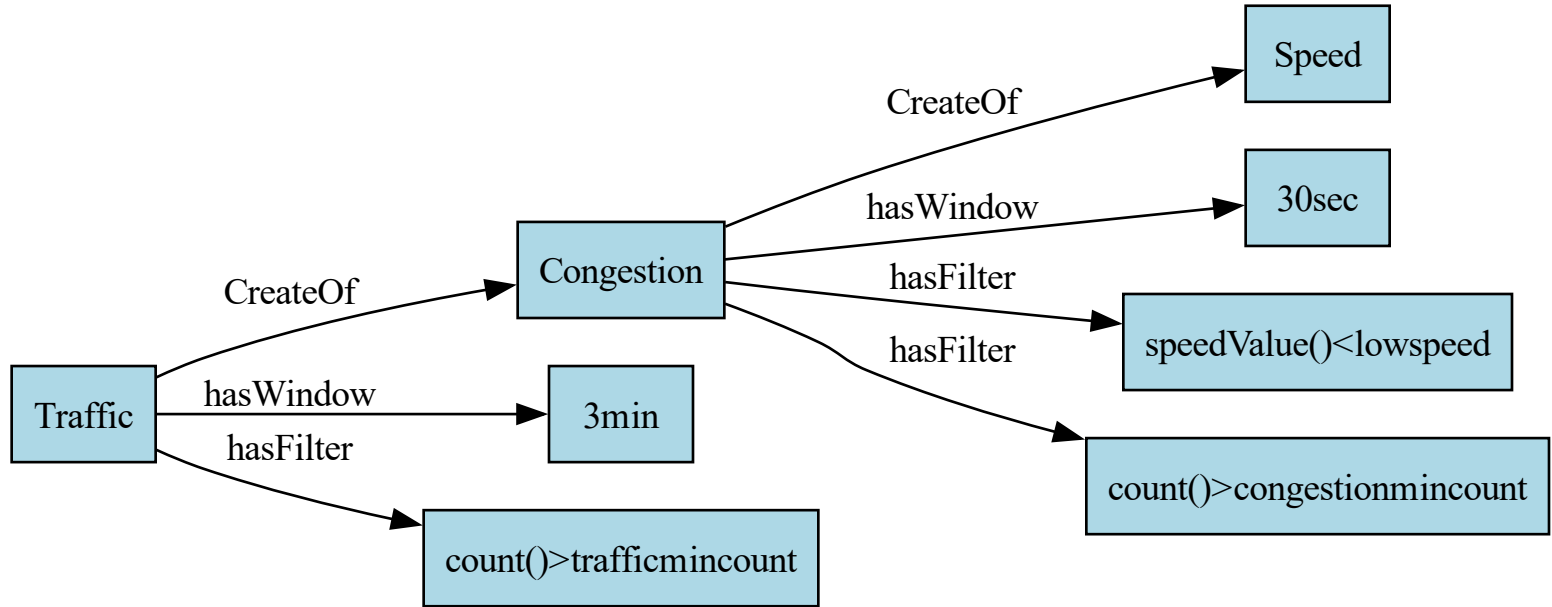 Speed
CreateOf
30sec
hasWindow
Congestion
hasFilter
CreateOf
speedValue()<lowspeed
hasFilter
hasWindow
Traffic
3min
hasFilter
count()>congestionmincount
count()>trafficmincount